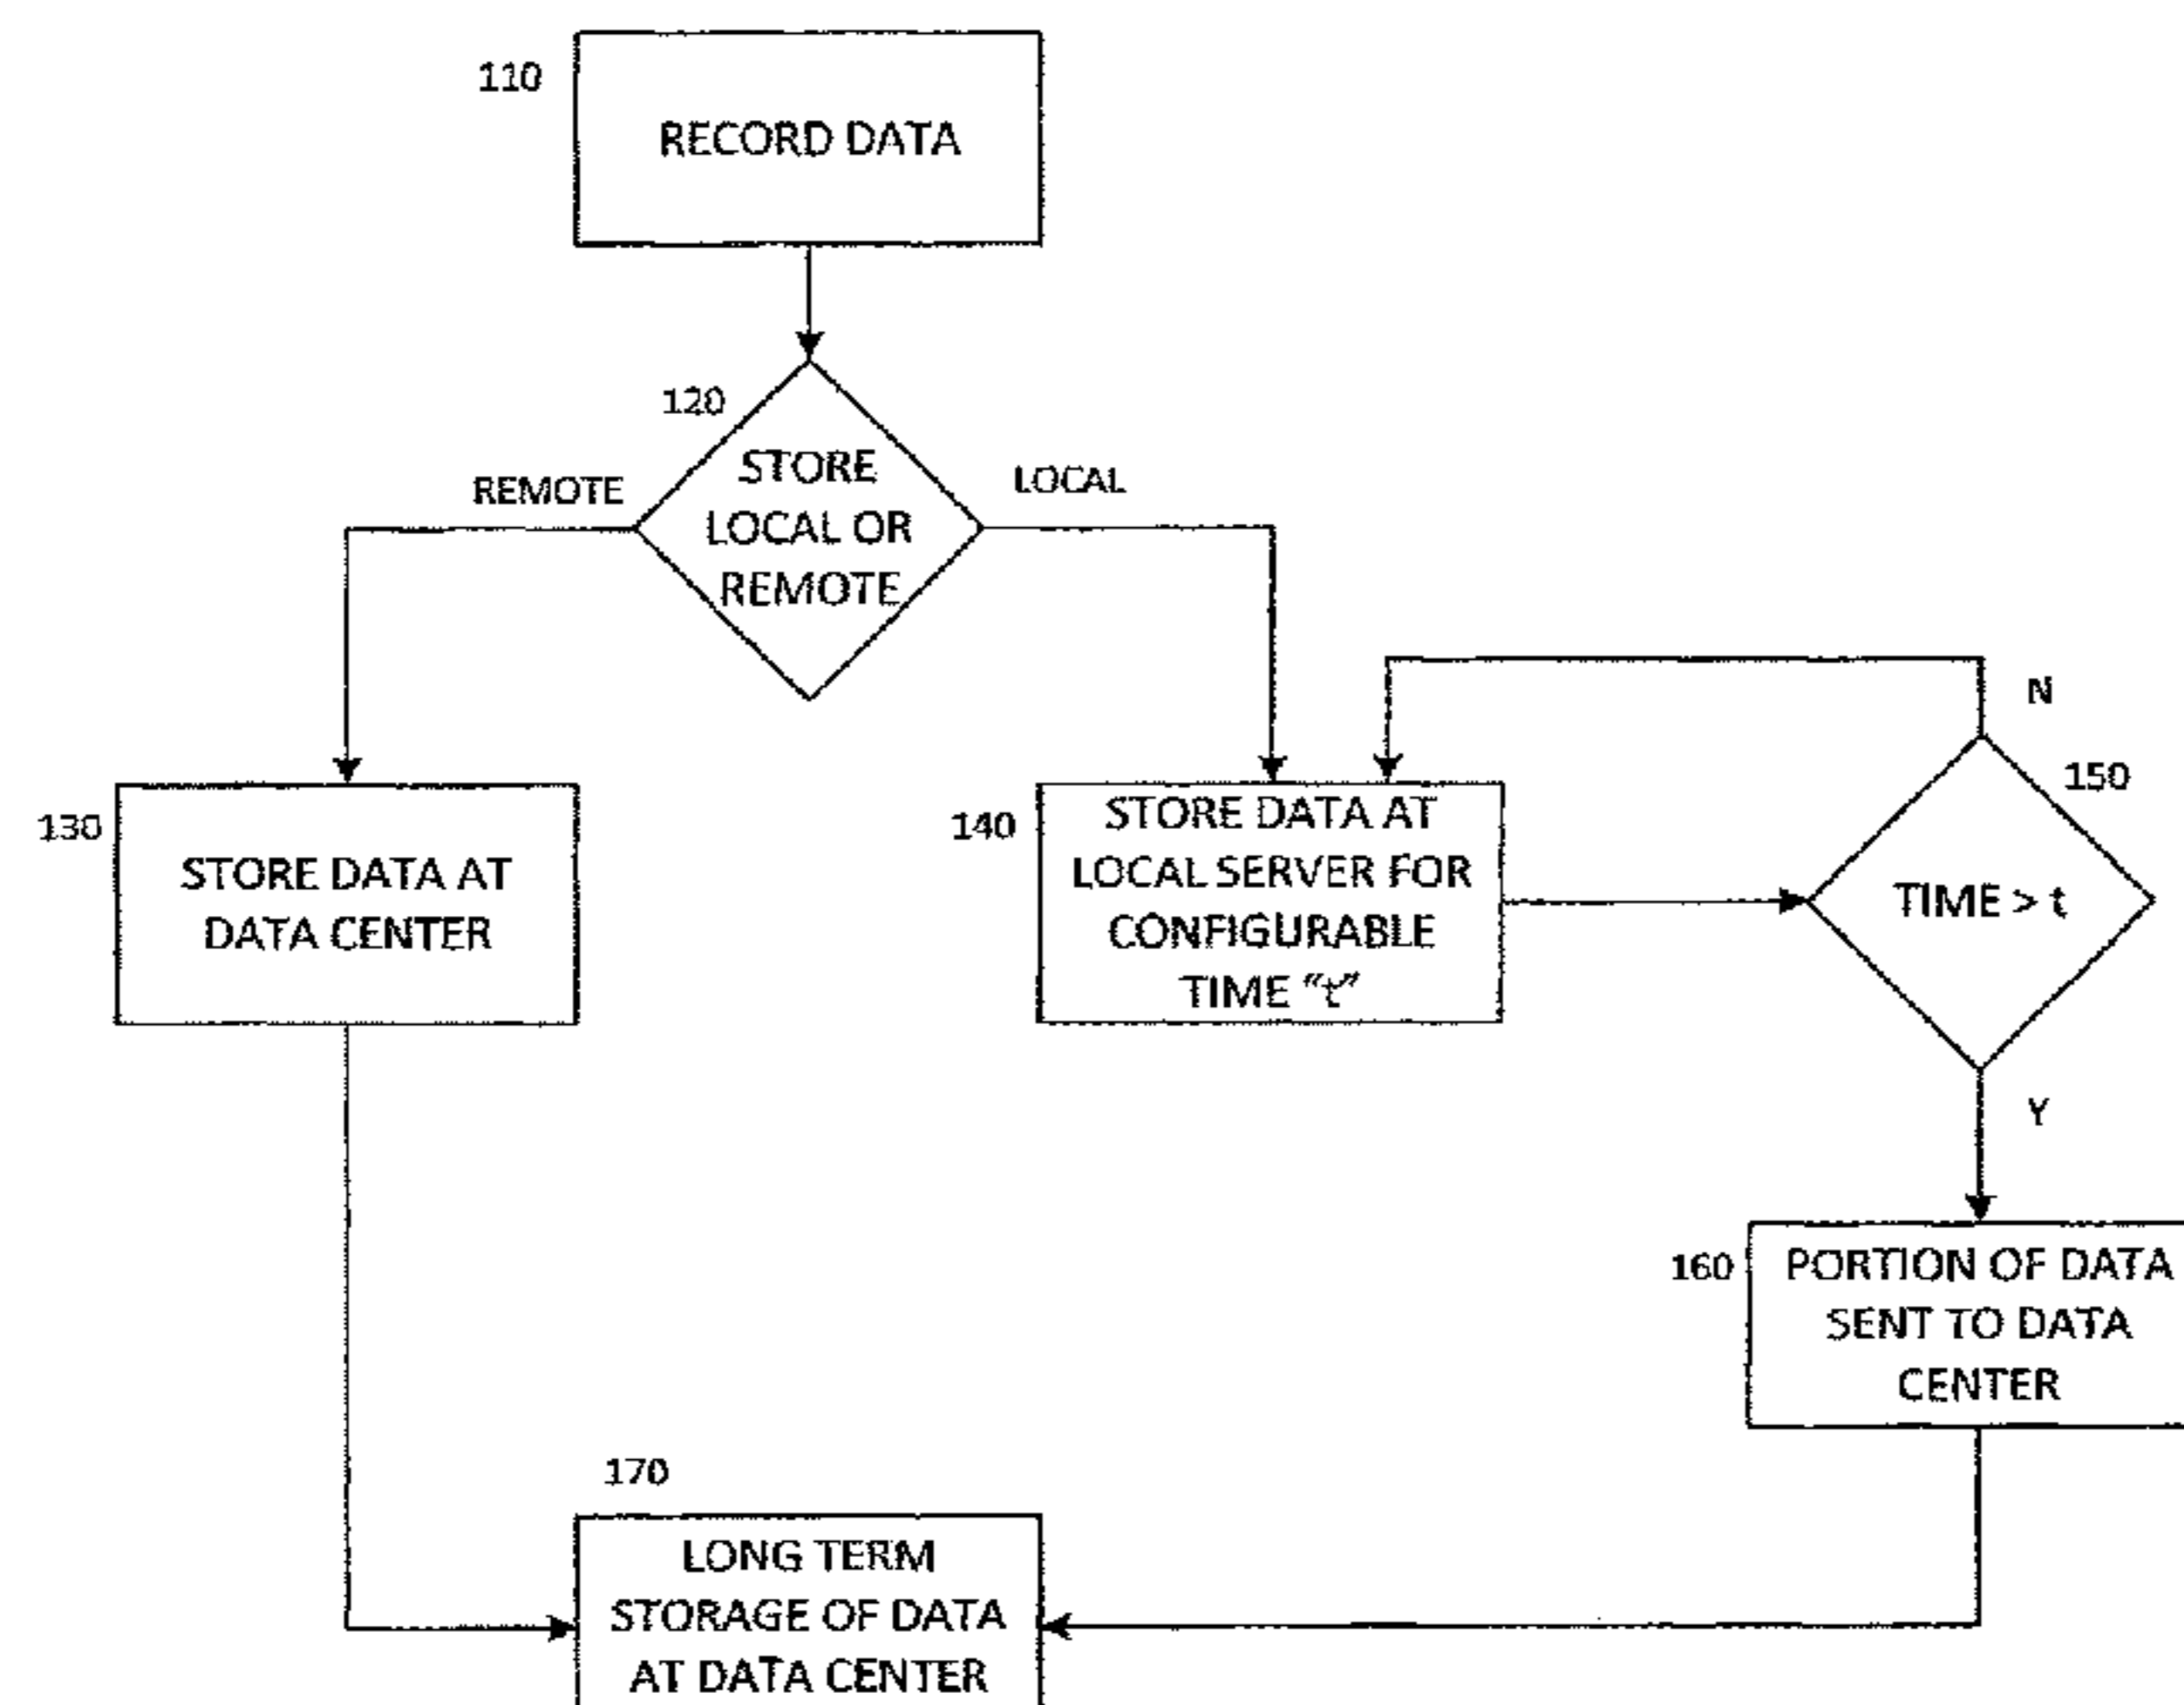 110
RECORD DATA
120
STORE
LOCAL OR
REMOTE
REMOTE
LOCAL
N
150
130
STORE DATA AT
DATA CENTER
140
STORE DATA AT
LOCAL SERVER FOR
CONFIGURABLE
TIME “t”
TIME > t
Y
160
PORTION OF DATA
SENT TO DATA
CENTER
170
LONG TERM
STORAGE OF DATA
AT DATA CENTER